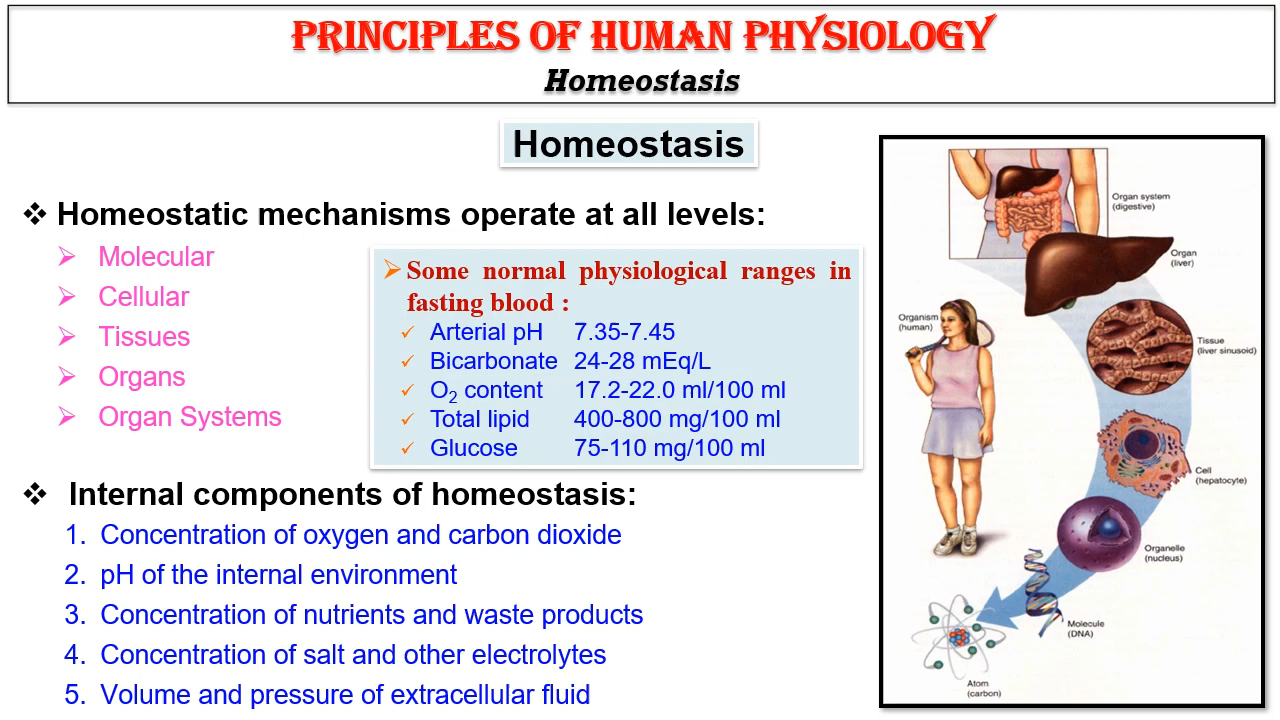 PRINCIPLES OF HUMAN PHYSIOLOGY
Homeostasis
Homeostasis
❖ Homeostatic mechanisms operate at all levels:
➢ Molecular
➢ Cellular
➢ Tissues
➢ Organs
➢ Organ Systems
➢ Some normal physiological ranges in
fasting blood :
✓ Arterial pH 7.35-7.45
✓ Bicarbonate 24-28 mEq/L
✓ O₂ content 17.2-22.0 ml/100 ml
✓ Total lipid 400-800 mg/100 ml
✓ Glucose 75-110 mg/100 ml
❖ Internal components of homeostasis:
1. Concentration of oxygen and carbon dioxide
2. pH of the internal environment
3. Concentration of nutrients and waste products
4. Concentration of salt and other electrolytes
5. Volume and pressure of extracellular fluid
Organ system
(digestive)
Organ
(liver)
Organism
(human)
Tissue
(liver sinusoid)
Cell
(hepatocyte)
Organelle
(nucleus)
Molecule
(DNA)
Atom
(carbon)